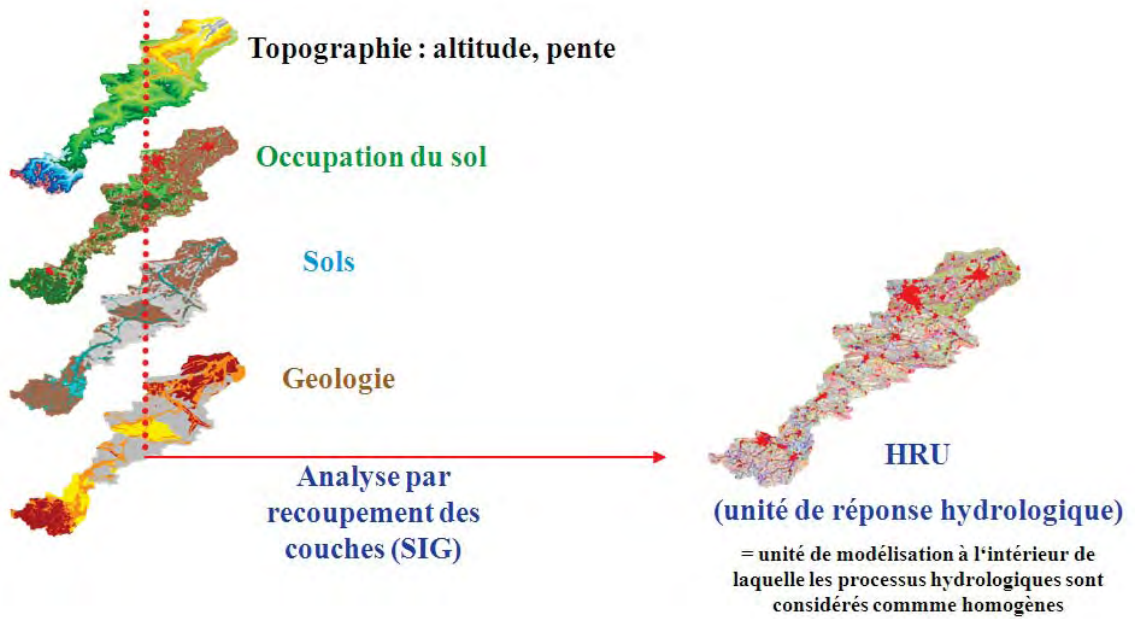 Topographie : altitude, pente
Occupation du sol
Sols
Geologie
Analyse par
recoupement des
couches (SIG)
HRU
(unité de réponse hydrologique)
= unité de modélisation à l‘intérieur de
laquelle les processus hydrologiques sont
considérés commme homogènes